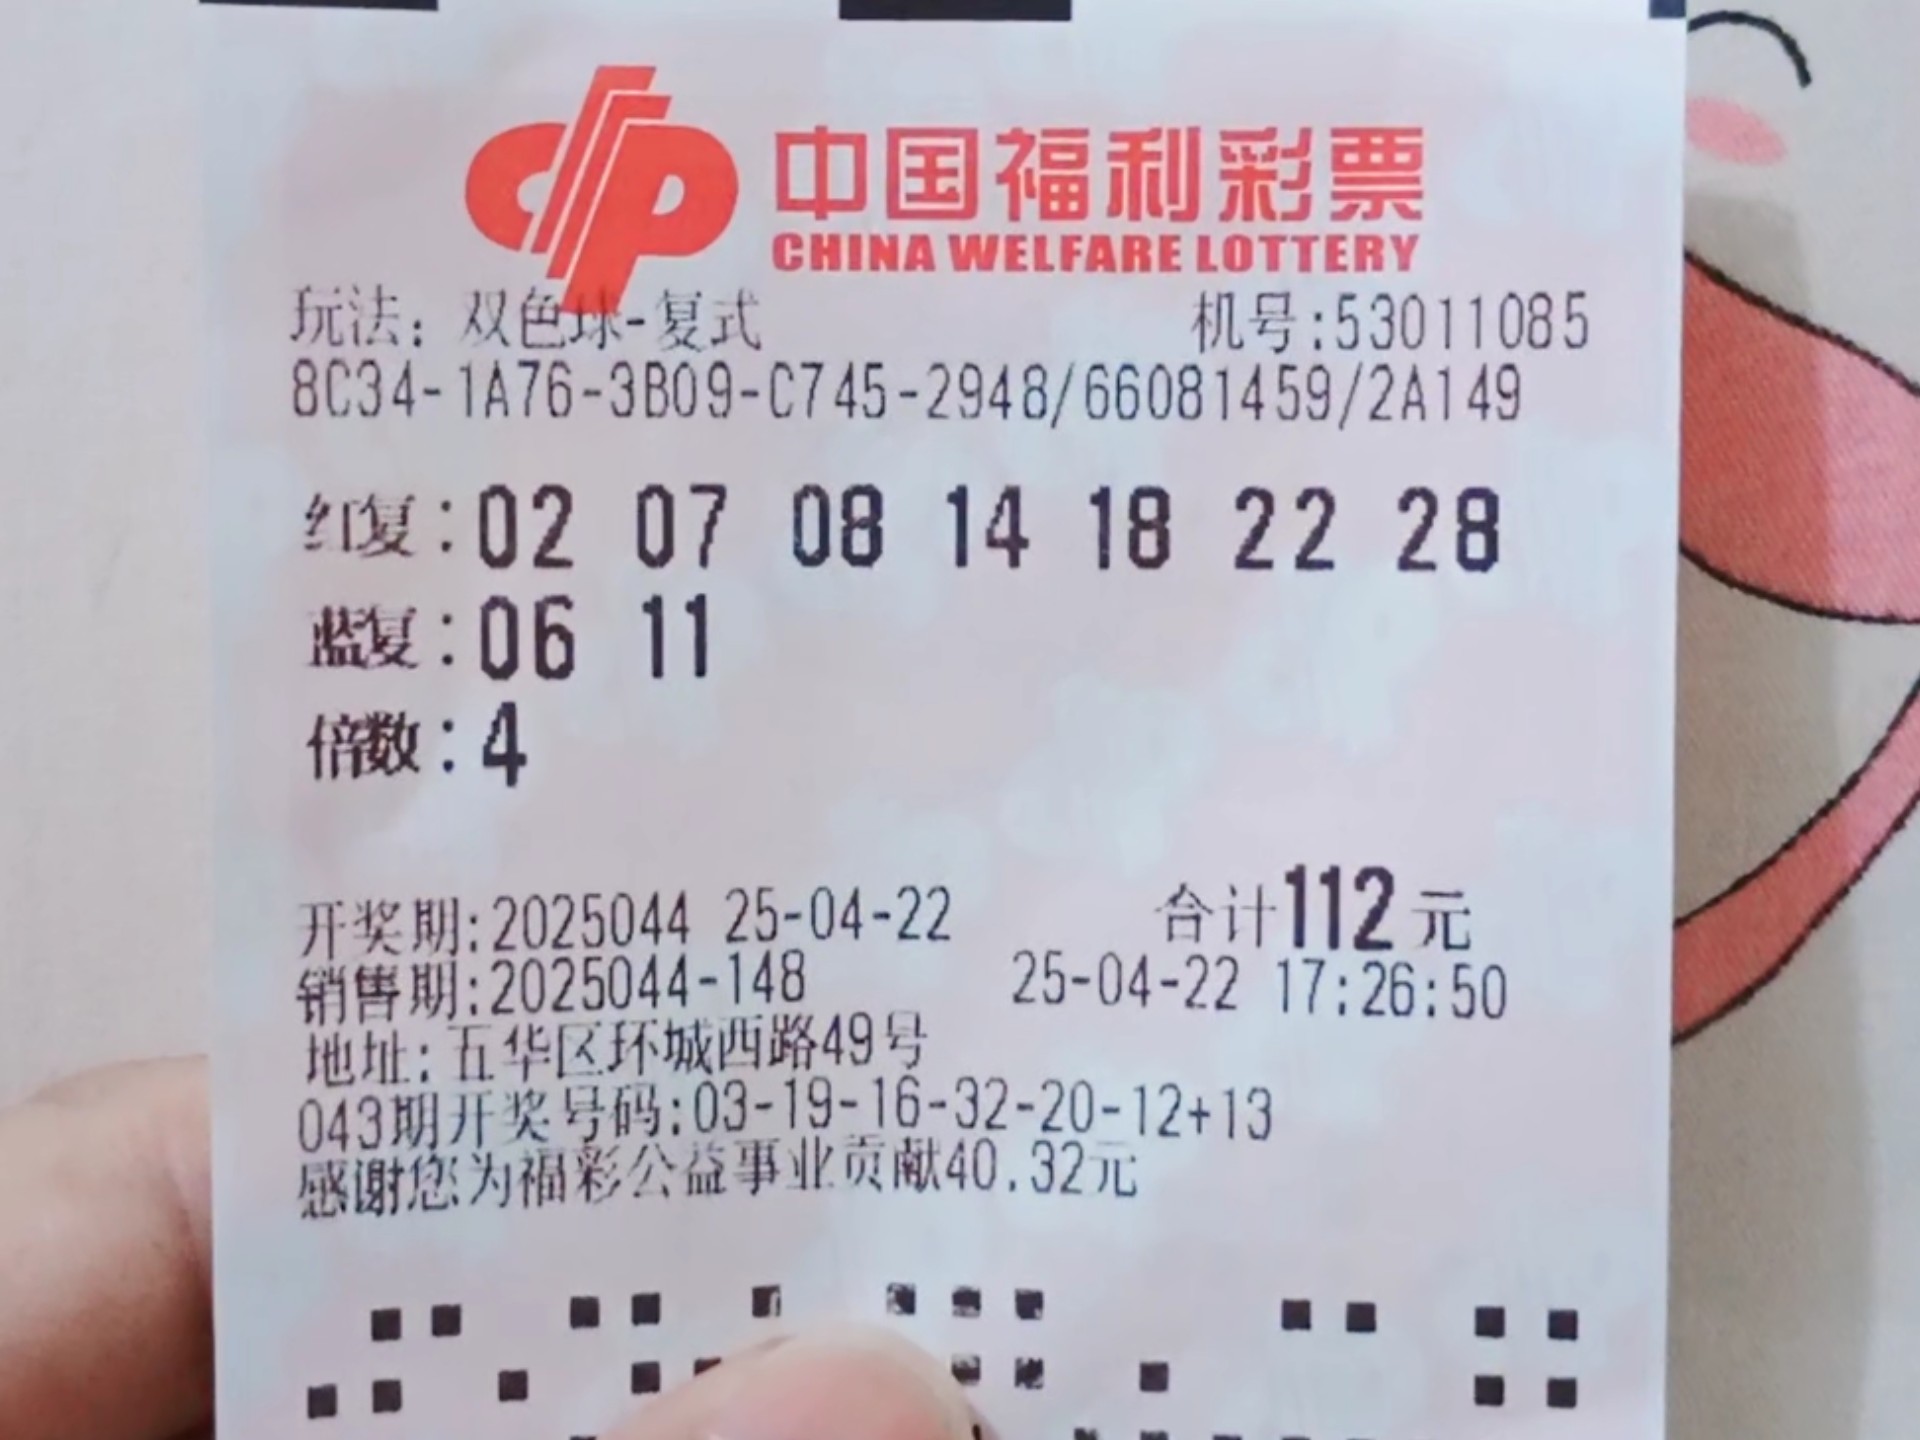 中国福利彩票
CHINA WELFARE LOTTERY
玩法: 双色球-复式 机号:53011085
8C34-1A76-3B09-C745-2948/66081459/2A149
红复:02 07 08 14 18 22 28
蓝复:06 11
倍数:4
开奖期:2025044 25-04-22 合计112元
销售期:2025044-148 25-04-22 17:26:50
地址: 五华区环城西路49号
043期开奖号码:03-19-16-32-20-12+13
感谢您为福彩公益事业贡献40.32元